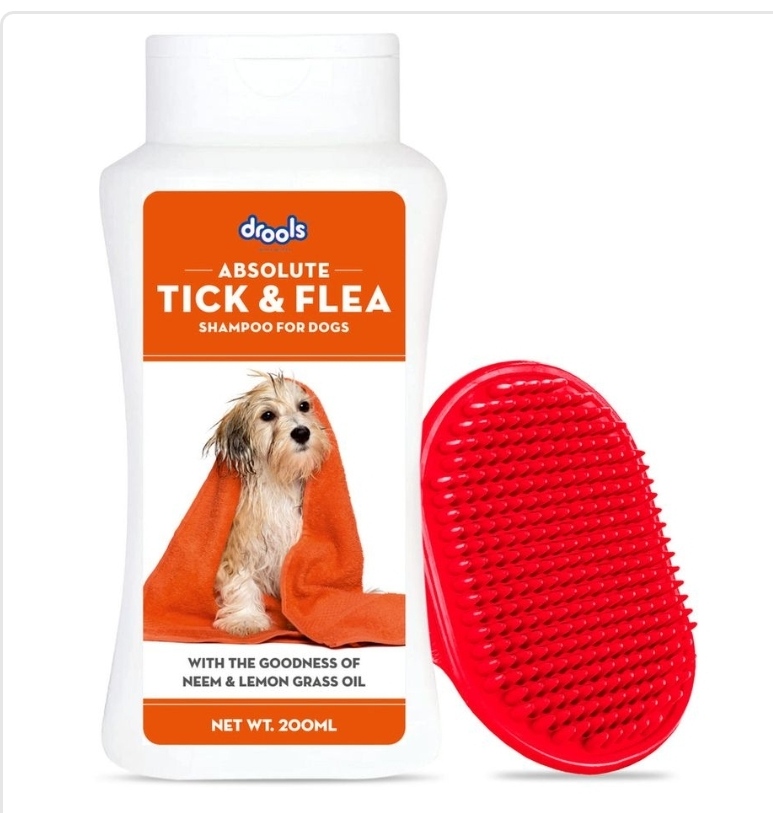 drools
ABSOLUTE
TICK & FLEA
SHAMPOO FOR DOGS
WITH THE GOODNESS OF
NEEM & LEMON GRASS OIL
NET WT. 200ML